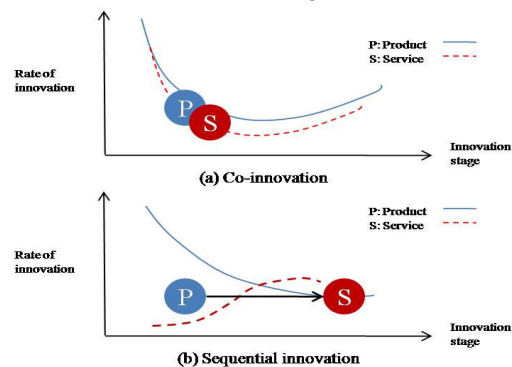 P: Product
S: Service
Rate of
innovation
P
S
Innovation
stage
(a) Co-innovation
P: Product
S: Service
Rate of
innovation
P
S
Innovation
stage
(b) Sequential innovation